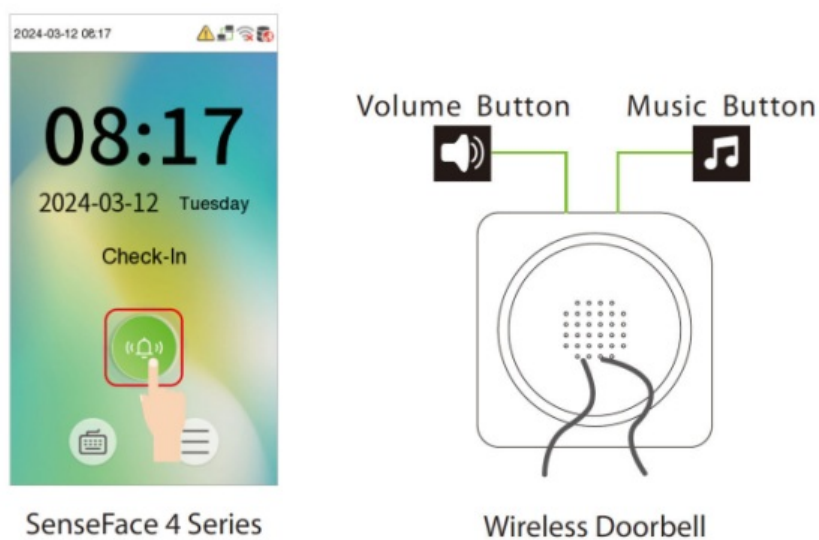 2024-03-12 08:17
08:17
2024-03-12 Tuesday
Check-In
SenseFace 4 Series
Volume Button
Music Button
Wireless Doorbell